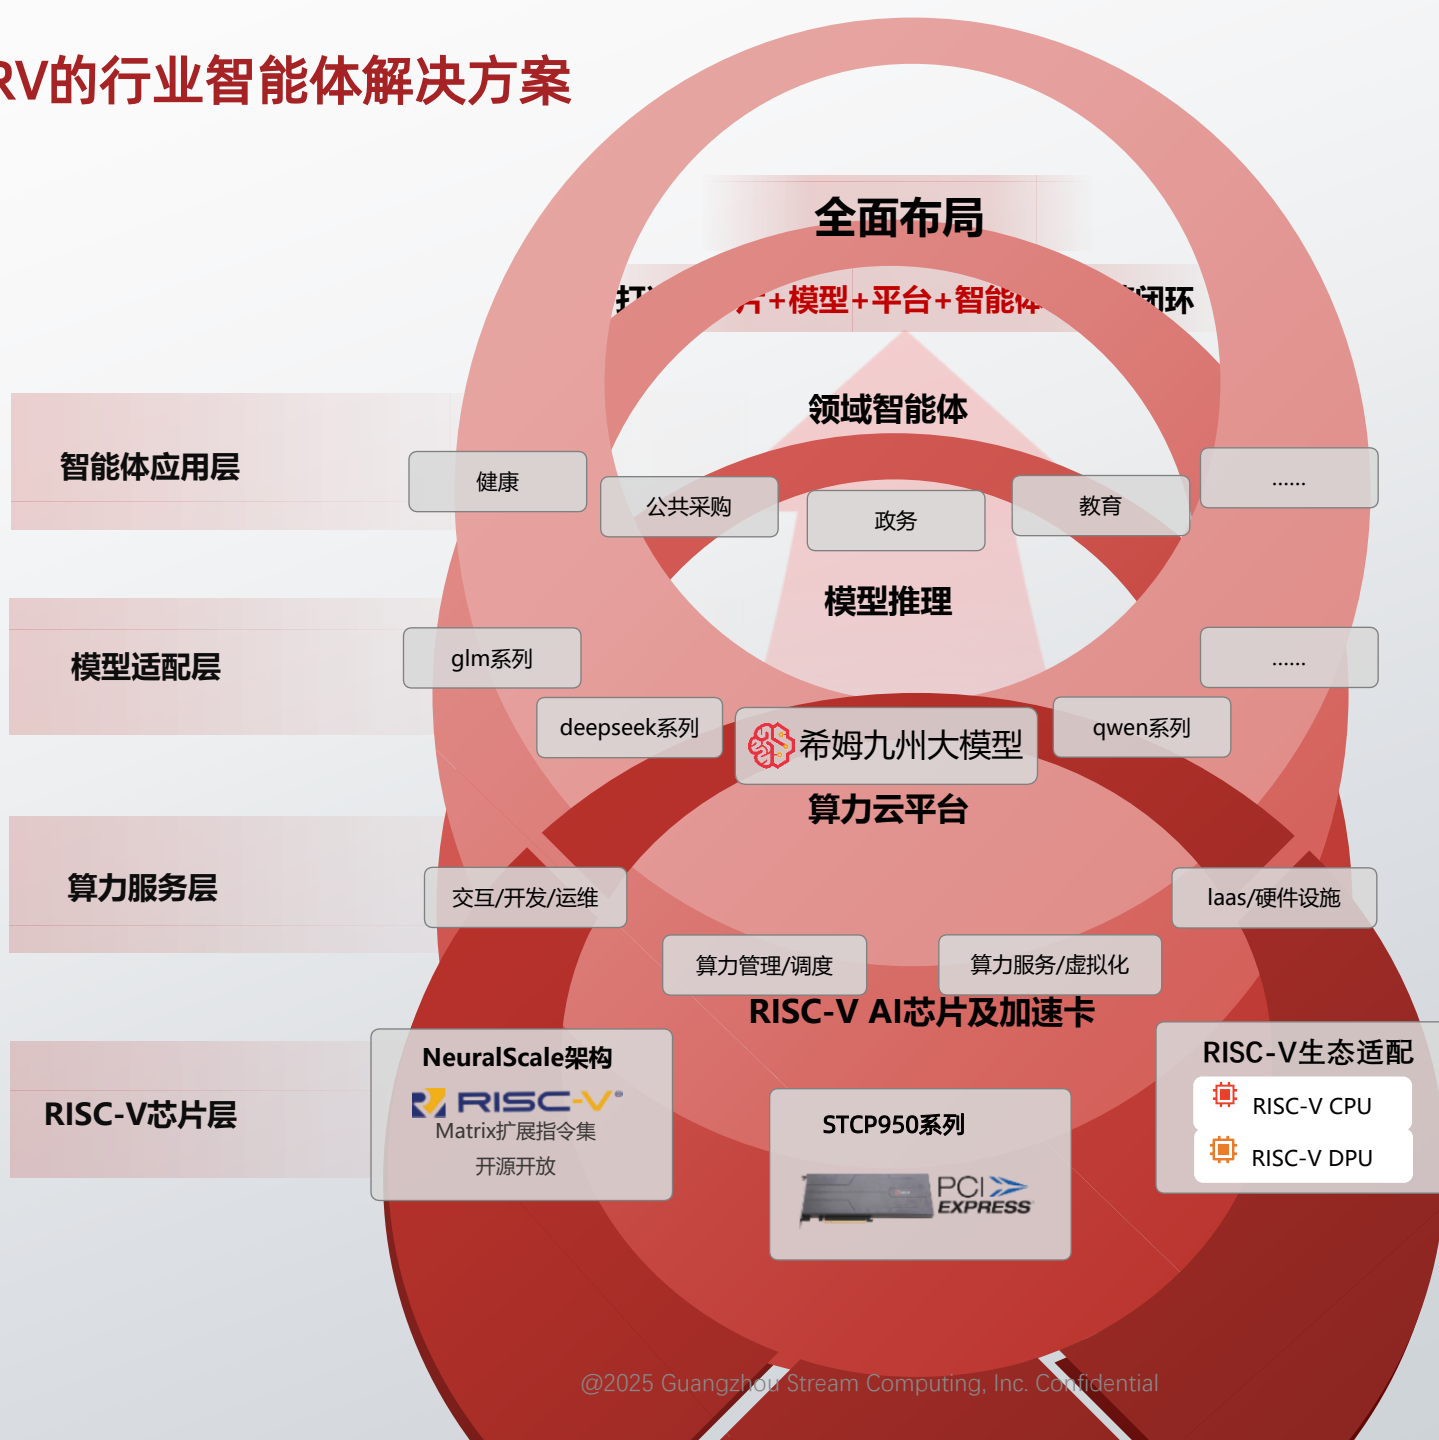 RV的行业智能体解决方案
全面布局
片+模型+平台+智能体
闭环
领域智能体
智能体应用层
健康
公共采购
政务
教育
......
模型推理
模型适配层
glm系列
deepseek系列
希姆九州大模型
qwen系列
......
算力云平台
算力服务层
交互/开发/运维
算力管理/调度
算力服务/虚拟化
Iaas/硬件设施
RISC-V AI芯片及加速卡
RISC-V芯片层
NeuralScale架构
RISC-V®
Matrix扩展指令集
开源开放
STCP950系列
PCI
EXPRESS
RISC-V生态适配
RISC-V CPU
RISC-V DPU
@2025 Guangzhou Stream Computing, Inc. Confidential